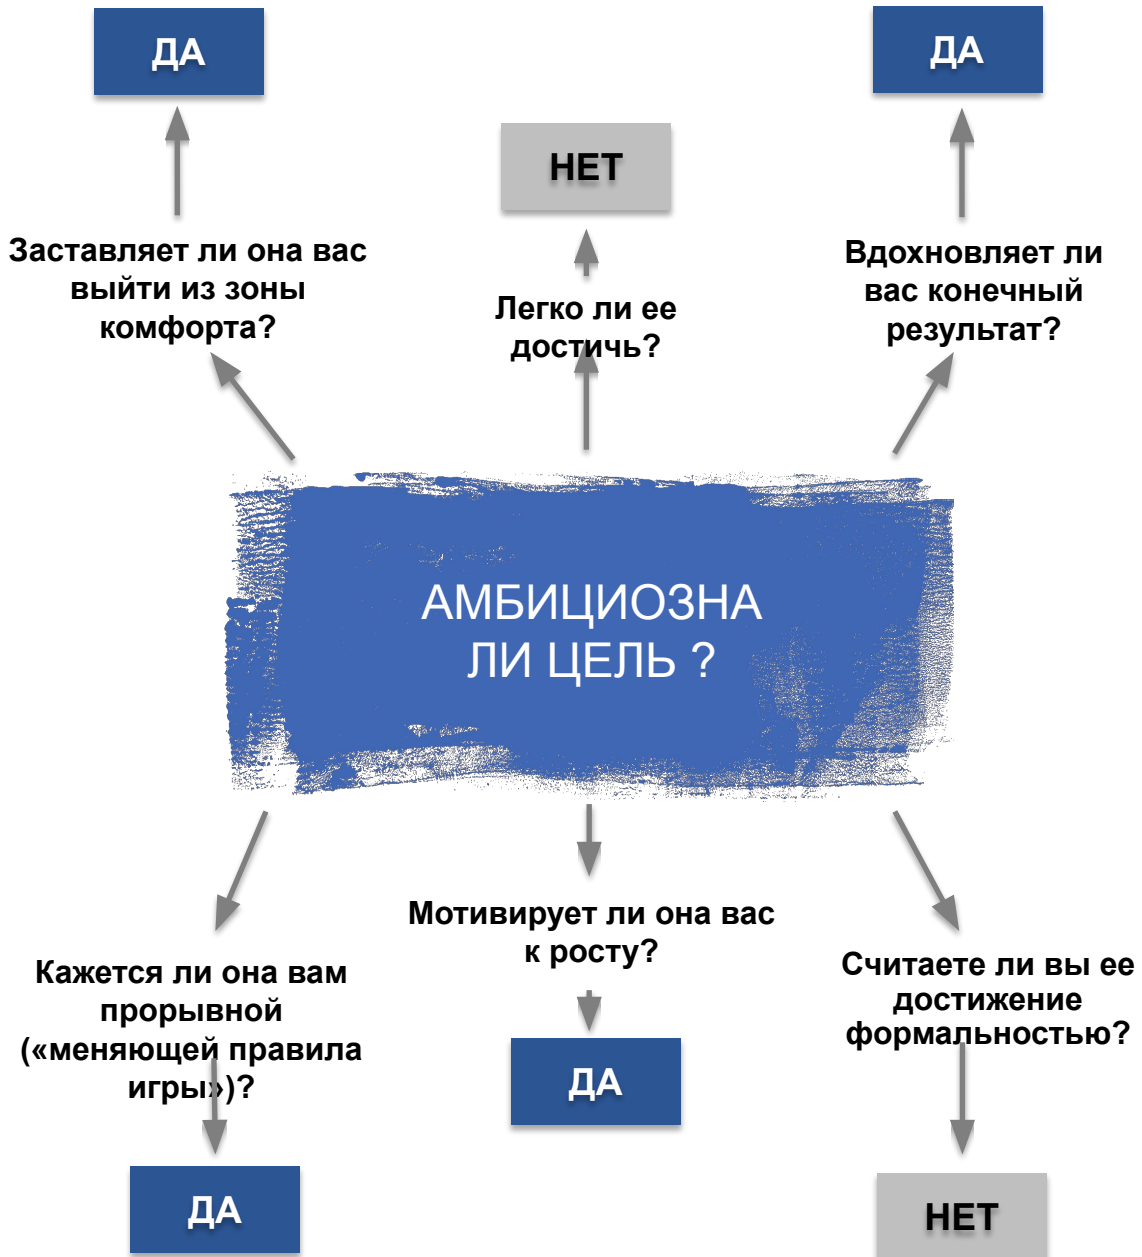 ДА
ДА
НЕТ
Заставляет ли она вас
выйти из зоны
комфорта?
Легко ли ее
достичь?
Вдохновляет ли
вас конечный
результат?
АМБИЦИОЗНА
ЛИ ЦЕЛЬ ?
Кажется ли она вам
прорывной
(«меняющей правила
игры»)?
Мотивирует ли она вас
к росту?
Считаете ли вы ее
достижение
формальностью?
ДА
ДА
НЕТ